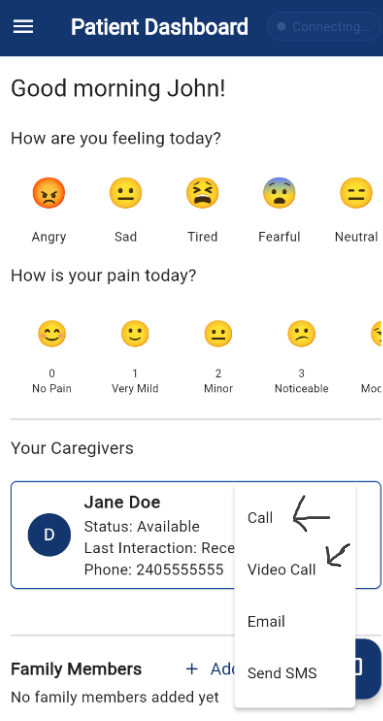 Patient Dashboard
Connecting...
Good morning John!
How are you feeling today?
Angry
Sad
Tired
Fearful
Neutral
How is your pain today?
0
No Pain
1
Very Mild
2
Minor
3
Noticeable
Moc
Your Caregivers
D
Jane Doe
Status: Available
Last Interaction: Rece
Phone: 2405555555
Call
Video Call
Email
Send SMS
Family Members
+ Add
No family members added yet